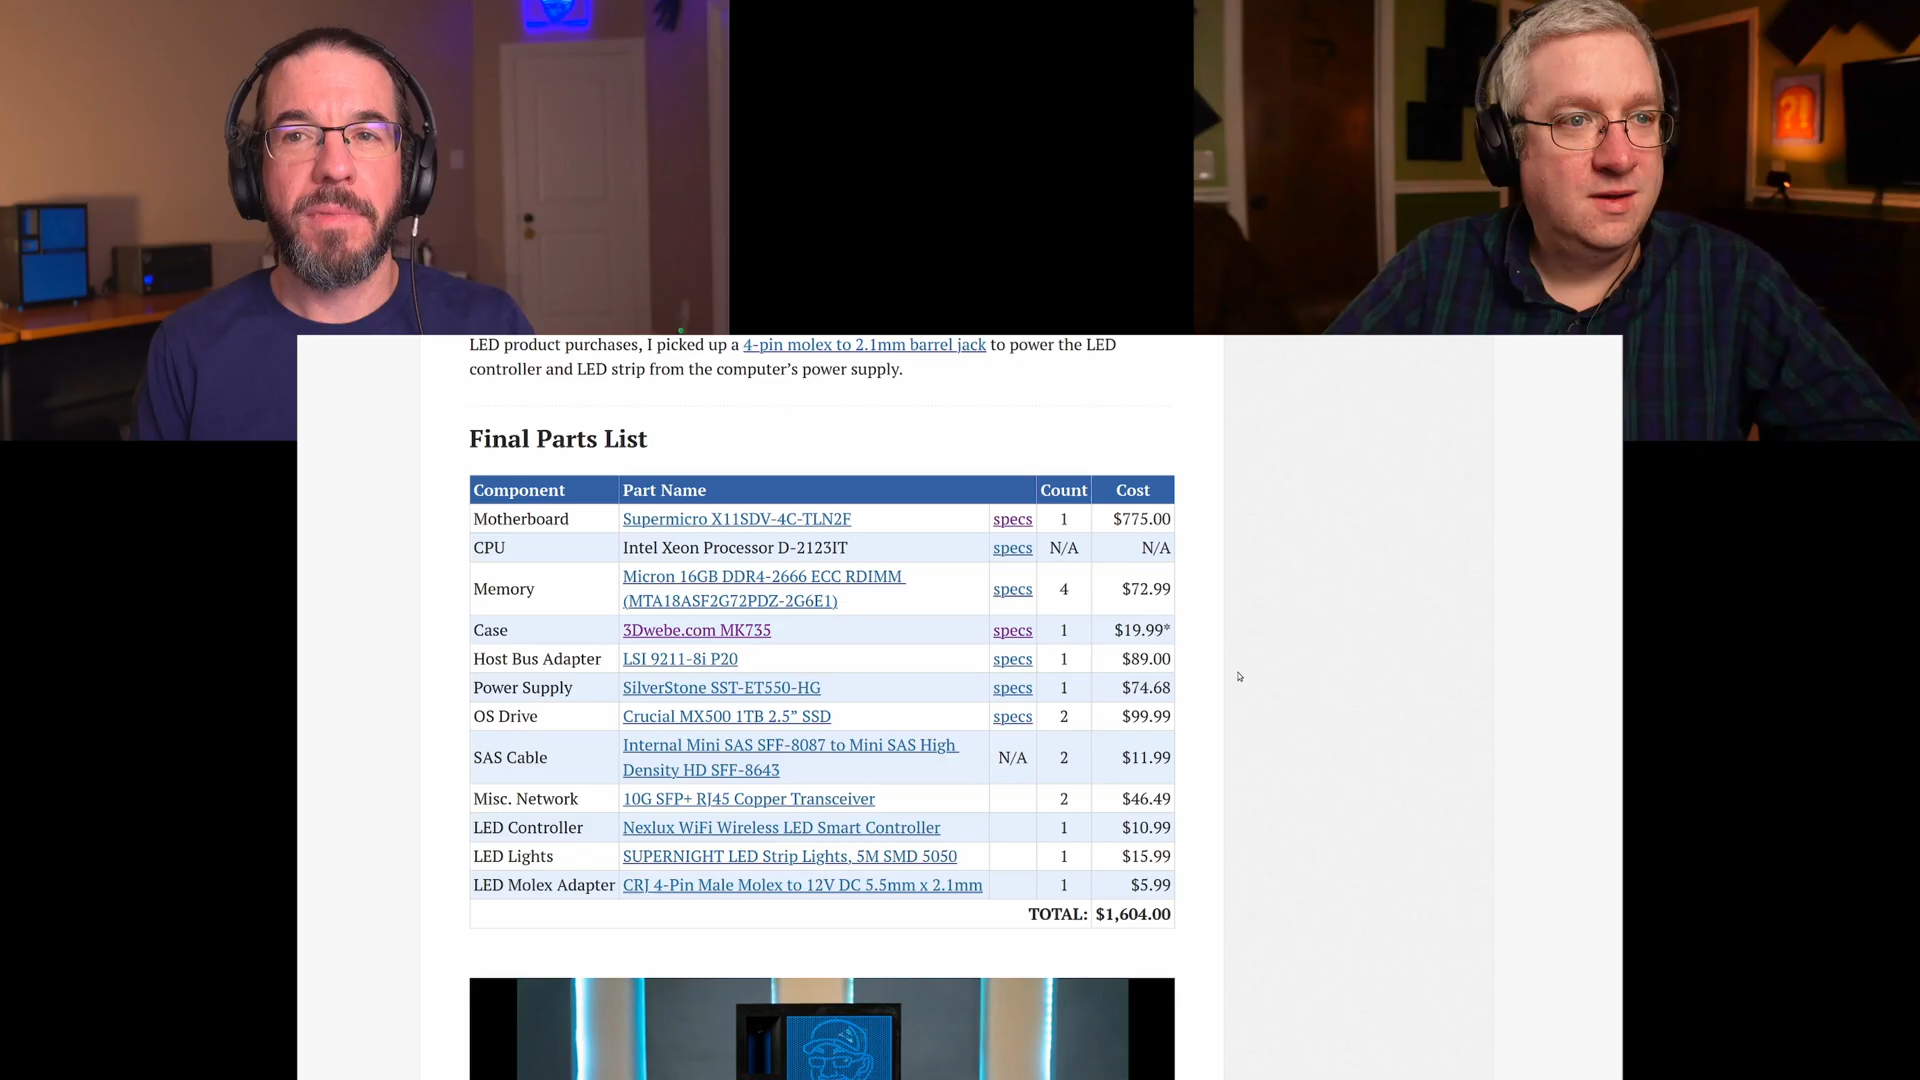 LED product purchases, I picked up a 4-pin molex to 2.1mm barrel jack to power the LED
controller and LED strip from the computer’s power supply.
Final Parts List
Component Part Name Count Cost
Motherboard Supermicro X11SDV-4C-TLN2F specs 1 $775.00
CPU Intel Xeon Processor D-2123IT specs N/A N/A
Memory Micron 16GB DDR4-2666 ECC RDIMM
(MTA18ASF2G72PDZ-2G6E1) specs 4 $72.99
Case 3Dwebe.com MK735 specs 1 $19.99*
Host Bus Adapter LSI 9211-8i P20 specs 1 $89.00
Power Supply SilverStone SST-ET550-HG specs 1 $74.68
OS Drive Crucial MX500 1TB 2.5” SSD specs 2 $99.99
SAS Cable Internal Mini SAS SFF-8087 to Mini SAS High
Density HD SFF-8643 N/A 2 $11.99
Misc. Network 10G SFP+ RJ45 Copper Transceiver 2 $46.49
LED Controller Nexlux WiFi Wireless LED Smart Controller 1 $10.99
LED Lights SUPERNIGHT LED Strip Lights, 5M SMD 5050 1 $15.99
LED Molex Adapter CRJ 4-Pin Male Molex to 12V DC 5.5mm x 2.1mm 1 $5.99
TOTAL: $1,604.00